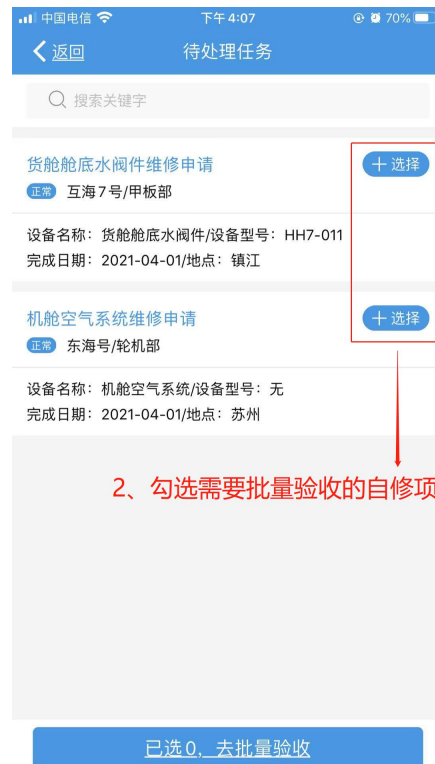 中国电信 下午4:07 70%
返回 待处理任务
搜索关键字
货舱舱底水阀件维修申请 十选择
正常 互海7号/甲板部
设备名称：货舱舱底水阀件/设备型号：HH7-011
完成日期：2021-04-01/地点：镇江
机舱空气系统维修申请 十选择
正常 东海号/轮机部
设备名称：机舱空气系统/设备型号：无
完成日期：2021-04-01/地点：苏州
2、勾选需要批量验收的自修项
已选0，去批量验收